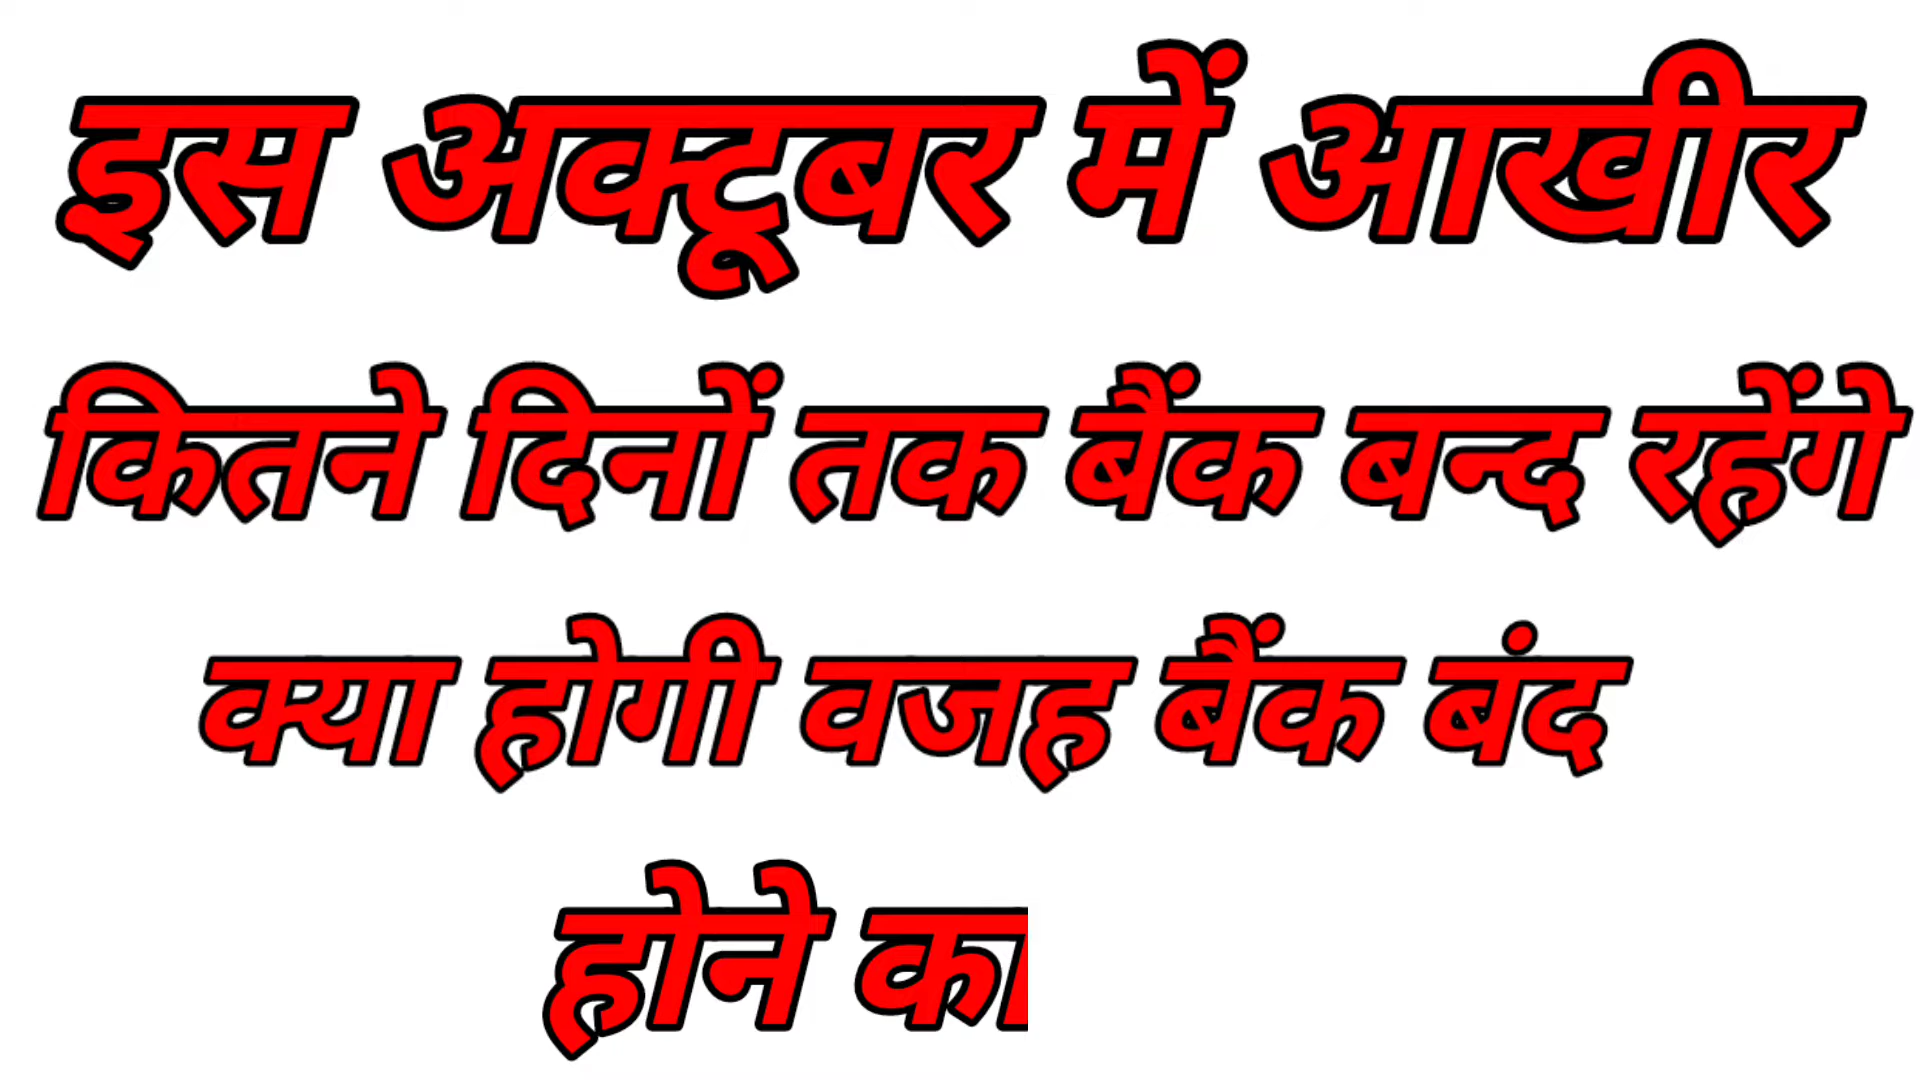 इस अक्टूबर में आखीर
कितने दिनों तक बैंक बन्द रहेंगे
क्या होगी वजह बैंक बंद
होने का